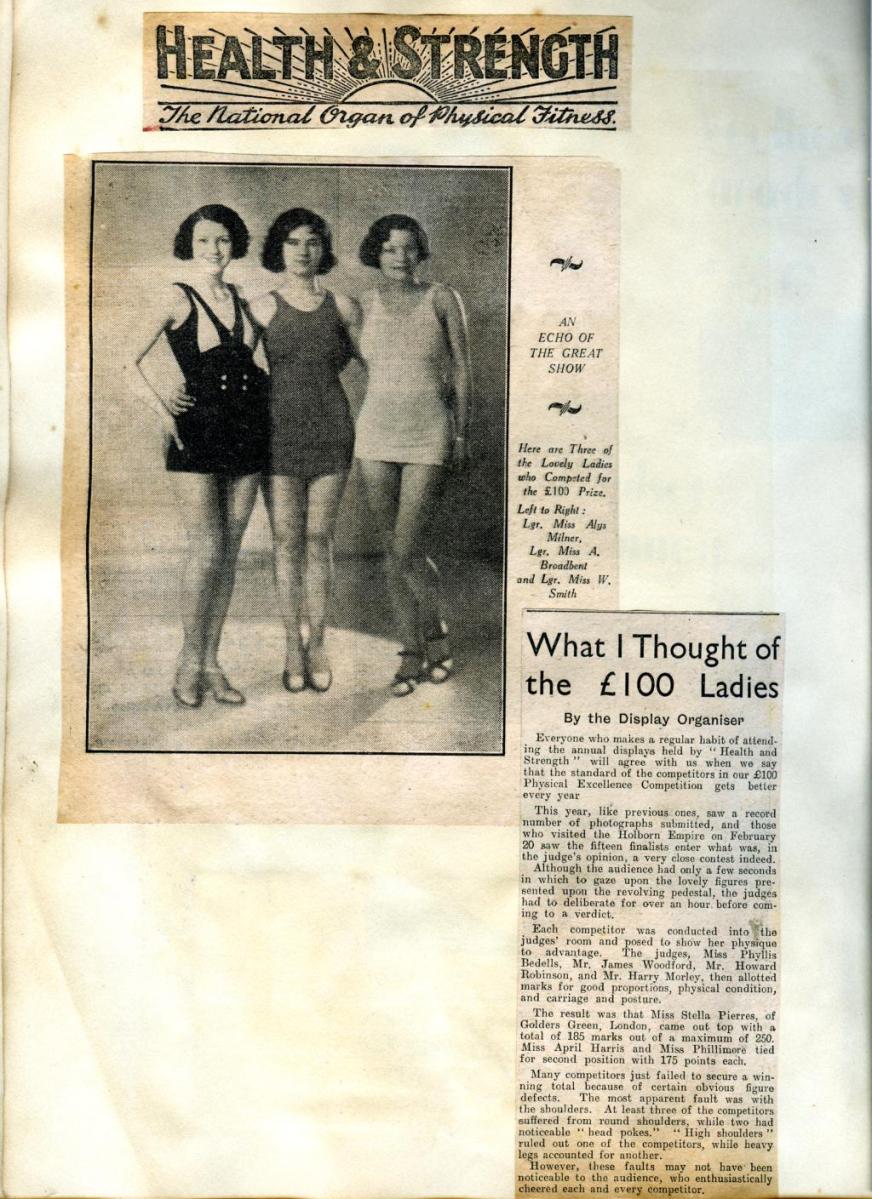 HEALTH & STRENGTH
The National Organ of Physical Fitness.
AN
ECHO OF
THE GREAT
SHOW
Here are Three of
the Lovely Ladies
who Competed for
the £100 Prize.
Left to Right :
Lgr. Miss Alys
Milner,
Lgr. Miss A.
Broadbent
and Lgr. Miss W.
Smith
What I Thought of
the £100 Ladies
By the Display Organiser
Everyone who makes a regular habit of attend-
ing the annual displays held by " Health and
Strength " will agree with us when we say
that the standard of the competitors in our £100
Physical Excellence Competition gets better
every year
This year, like previous ones, saw a record
number of photographs submitted, and those
who visited the Holborn Empire on February
20 saw the fifteen finalists enter what was, in
the judge's opinion, a very close contest indeed.
Although the audience had only a few seconds
in which to gaze upon the lovely figures pre-
sented upon the revolving pedestal, the judges
had to deliberate for over an hour before com-
ing to a verdict.
Each competitor was conducted into the
judges' room and posed to show her physique
to advantage. The judges, Miss Phyllis
Bedells, Mr. James Woodford, Mr. Howard
Robinson, and Mr. Harry Morley, then allotted
marks for good proportions, physical condition,
and carriage and posture.
The result was that Miss Stella Pierres, of
Golders Green, London, came out top with a
total of 185 marks out of a maximum of 250.
Miss April Harris and Miss Phillimore tied
for second position with 175 points each.
Many competitors just failed to secure a win-
ning total because of certain obvious figure
defects. The most apparent fault was with
the shoulders. At least three of the competitors
suffered from round shoulders, while two had
noticeable " head pokes." " High shoulders "
ruled out one of the competitors, while heavy
legs accounted for another.
However, these faults may not have been
noticeable to the audience, who enthusiastically
cheered each and every competitor.